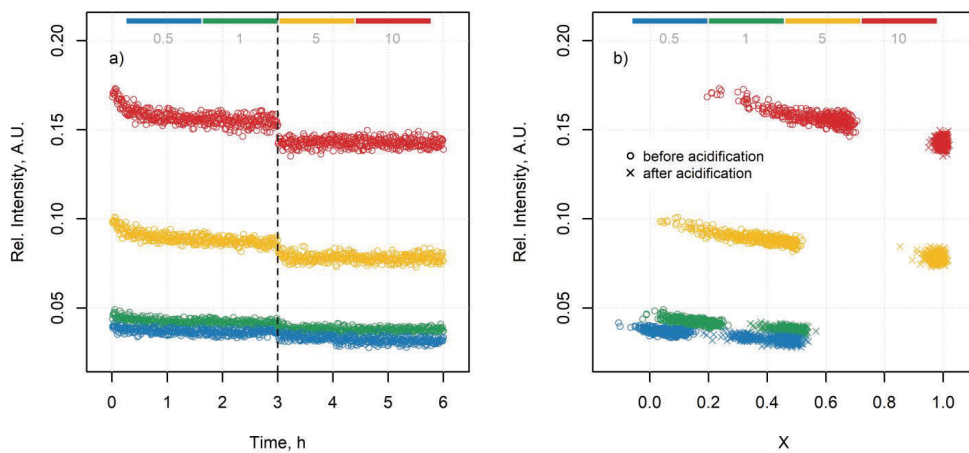 0.5 1 5 10
a)
0.20
0.15
0.10
0.05
Rel. Intensity, A.U.
0 1 2 3 4 5 6
Time, h
0.5 1 5 10
b)
0.20
0.15
0.10
0.05
Rel. Intensity, A.U.
before acidification
after acidification
0.0 0.2 0.4 0.6 0.8 1.0
X